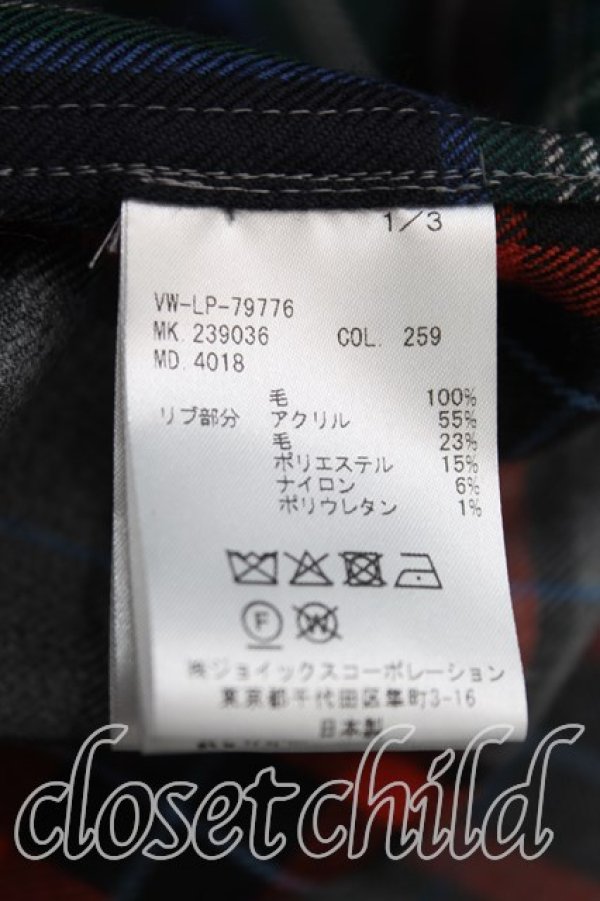 1/3
VW-LP-79776
MK. 239036 COL. 259
MD. 4018
毛 100%
リブ部分 アクリル 55%
毛 23%
ポリエステル 15%
ナイロン 6%
ポリウレタン 1%
F W
㈱ジョイックスコーポレーション
東京都千代田区隼町3-16
日本製
closet child